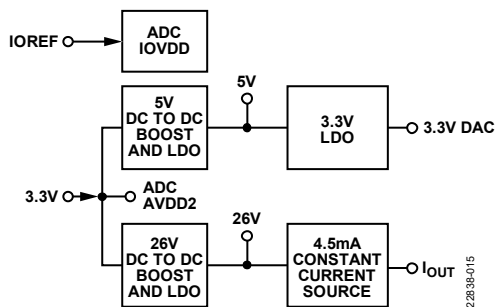 IOREF
ADC
IOVDD
5V
DC TO DC
BOOST
AND LDO
5V
3.3V
LDO
3.3V DAC
3.3V
ADC
AVDD2
26V
DC TO DC
BOOST
AND LDO
26V
4.5mA
CONSTANT
CURRENT
SOURCE
IOUT
22838-015